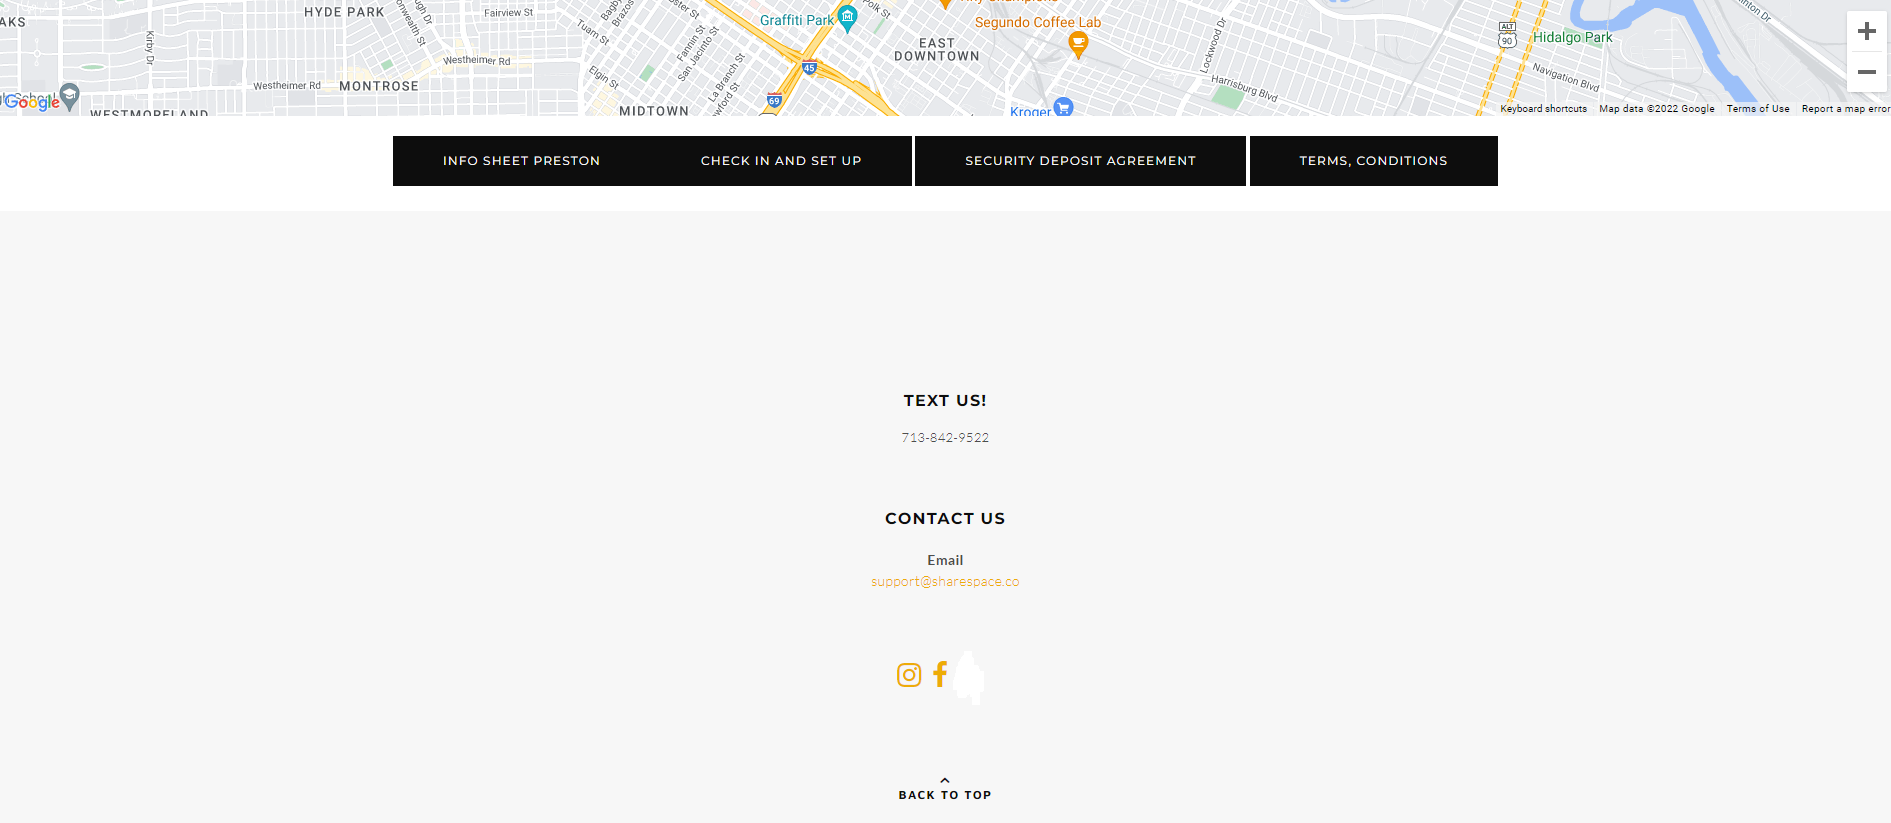 HYDE PARK
Kirby Dr
Fairview St
Westheimer Rd
Westheimer Rd
MONTROSE
WESTMORELAND
Google
Tuam St
Elgin St
Fannin St
San Jacinto St
La Branch St
MIDTOWN
Graffiti Park
Polk St
45
69
Segundo Coffee Lab
EAST
DOWNTOWN
Kroger
Lockwood Dr
Harrisburg Blvd
ALT
90
Hidalgo Park
Navigation Blvd
Keyboard shortcuts Map data ©2022 Google Terms of Use Report a map error
INFO SHEET PRESTON CHECK IN AND SET UP SECURITY DEPOSIT AGREEMENT TERMS, CONDITIONS
TEXT US!
713-842-9522
CONTACT US
Email
support@sharespace.co
BACK TO TOP